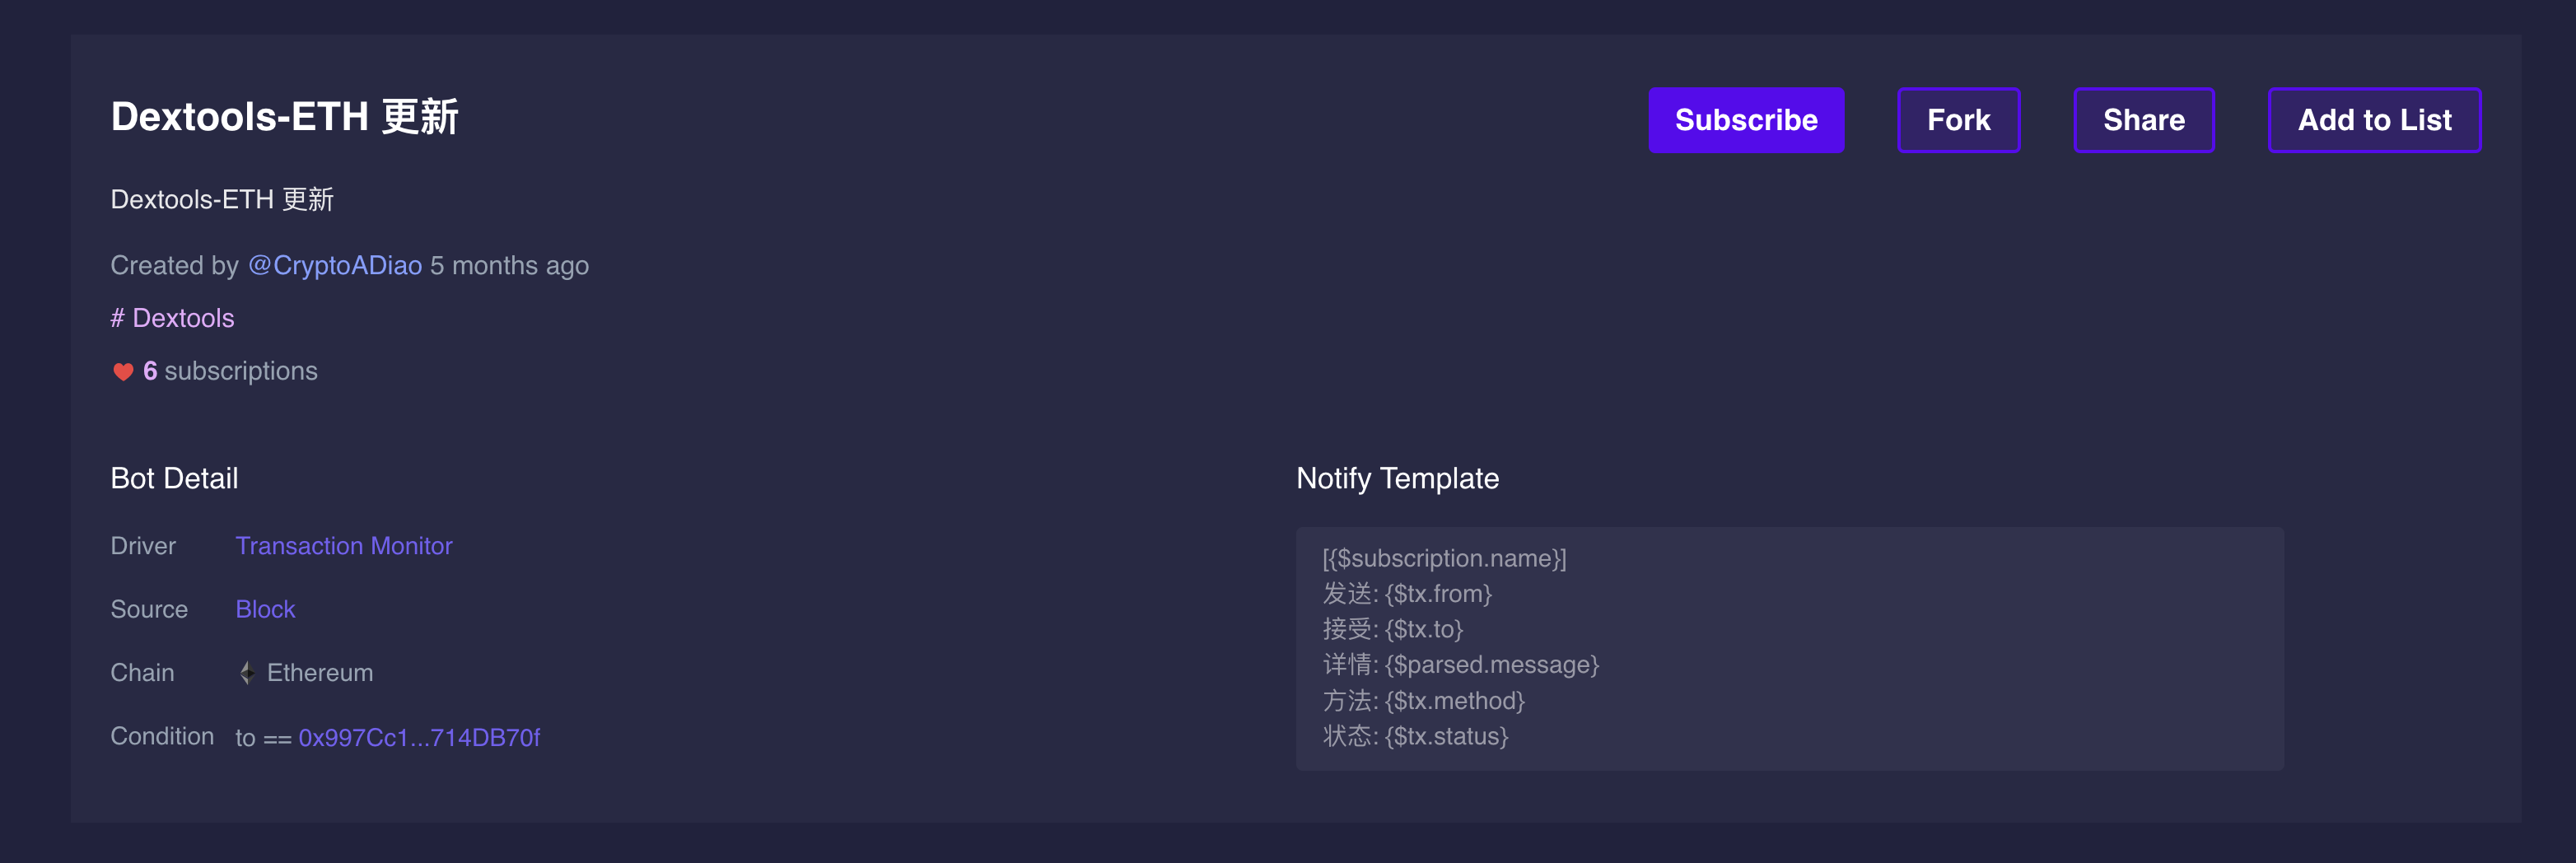 Dextools-ETH 更新
Subscribe
Fork
Share
Add to List
Dextools-ETH 更新
Created by @CryptoADiao 5 months ago
# Dextools
6 subscriptions
Bot Detail
Driver Transaction Monitor
Source Block
Chain Ethereum
Condition to == 0x997Cc1...714DB70f
Notify Template
[{$subscription.name}]
发送: {$tx.from}
接受: {$tx.to}
详情: {$parsed.message}
方法: {$tx.method}
状态: {$tx.status}